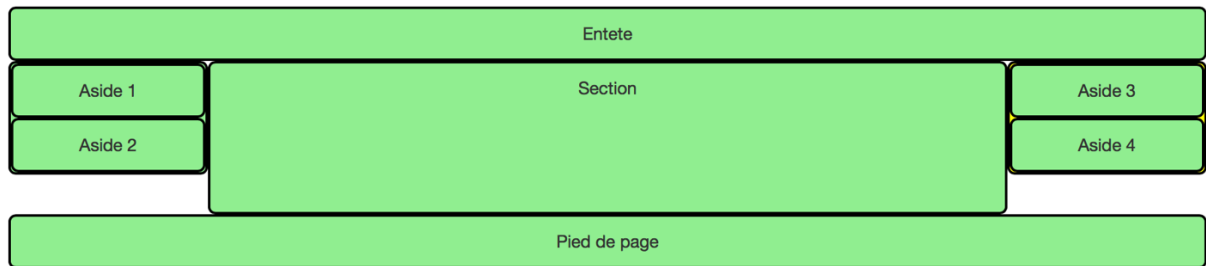 Entete
Aside 1
Aside 2
Section
Aside 3
Aside 4
Pied de page